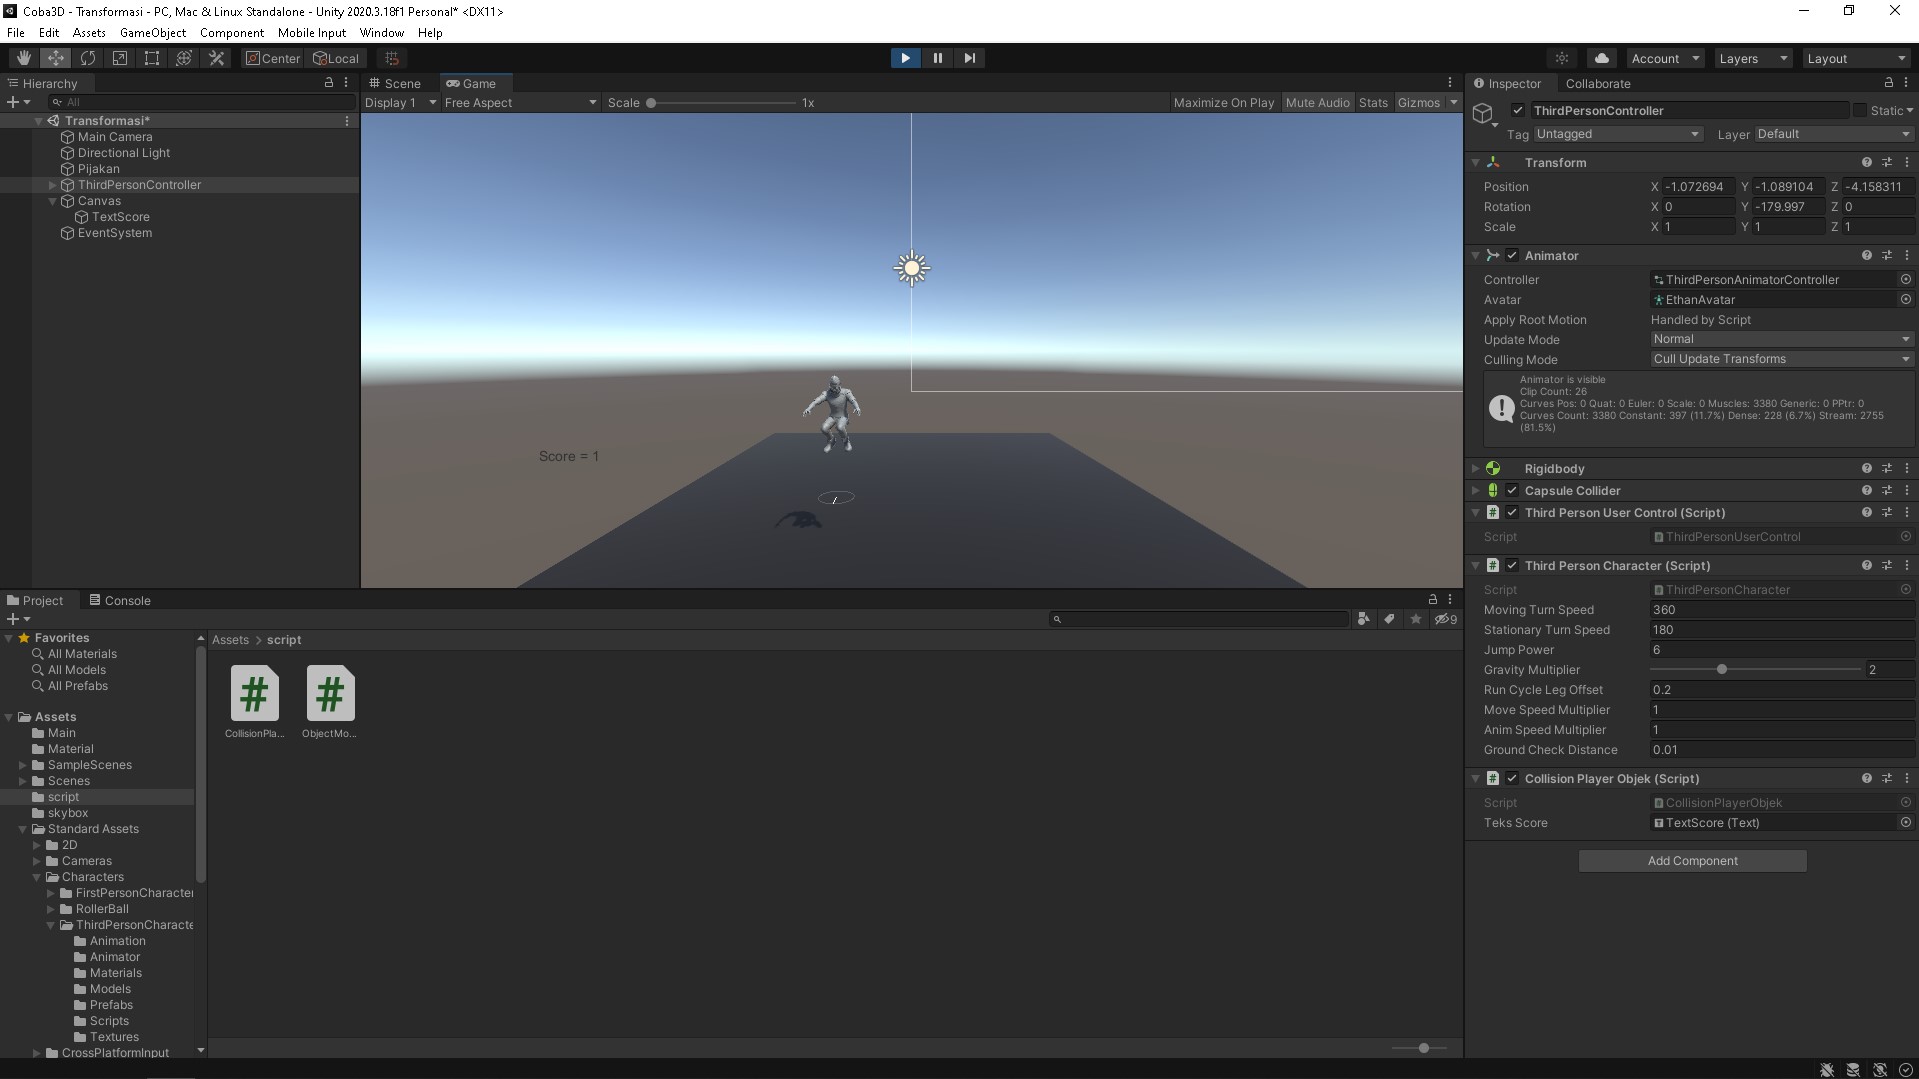 Coba3D - Transformasi - PC, Mac & Linux Standalone - Unity 2020.3.18f1 Personal* <DX11>
File Edit Assets GameObject Component Mobile Input Window Help
Center Local Account Layers Layout
Hierarchy
All
Transformasi*
Main Camera
Directional Light
Pijakan
ThirdPersonController
Canvas
TextScore
EventSystem
Scene Game
Display 1 Free Aspect Scale 1x Maximize On Play Mute Audio Stats Gizmos
Score = 1
Inspector Collaborate
ThirdPersonController Static
Tag Untagged Layer Default
Transform
Position X -1.072694 Y -1.089104 Z -4.158311
Rotation X 0 Y -179.997 Z 0
Scale X 1 Y 1 Z 1
Animator
Controller ThirdPersonAnimatorController
Avatar EthanAvatar
Apply Root Motion Handled by Script
Update Mode Normal
Culling Mode Cull Update Transforms
Animator is visible
Clip Count: 26
Curves Pos: 0 Quat: 0 Euler: 0 Scale: 0 Muscles: 3380 Generic: 0 PPtr: 0
Curves Count: 3380 Constant: 397 (11.7%) Dense: 228 (6.7%) Stream: 2755
(81.5%)
Rigidbody
Capsule Collider
Third Person User Control (Script)
Script ThirdPersonUserControl
Third Person Character (Script)
Script ThirdPersonCharacter
Moving Turn Speed 360
Stationary Turn Speed 180
Jump Power 6
Gravity Multiplier 2
Run Cycle Leg Offset 0.2
Move Speed Multiplier 1
Anim Speed Multiplier 1
Ground Check Distance 0.01
Collision Player Objek (Script)
Script CollisionPlayerObjek
Teks Score TextScore (Text)
Add Component
Project Console
9
Favorites
All Materials
All Models
All Prefabs
Assets
Main
Material
SampleScenes
Scenes
script
skybox
Standard Assets
2D
Cameras
Characters
FirstPersonCharacter
RollerBall
ThirdPersonCharacte
Animation
Animator
Materials
Models
Prefabs
Scripts
Textures
CrossPlatformInput
Assets > script
# #
CollisionPla... ObjectMo...